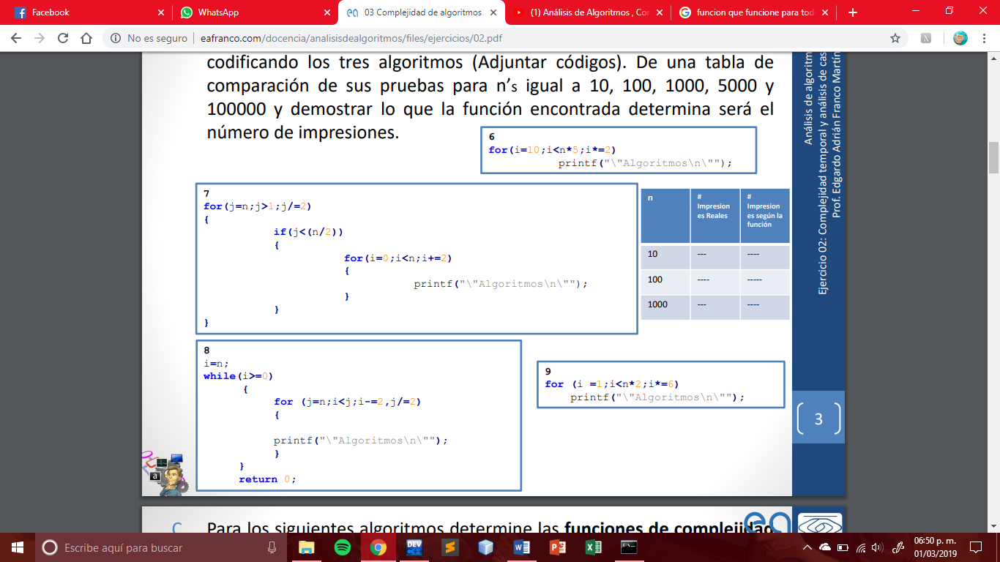 Facebook
WhatsApp
03 Complejidad de algoritmos
(1) Análisis de Algoritmos , Cor
funcion que funcione para tod
No es seguro | eafranco.com/docencia/analisisdealgoritmos/files/ejercicios/02.pdf
codificando los tres algoritmos (Adjuntar códigos). De una tabla de
comparación de sus pruebas para n's igual a 10, 100, 1000, 5000 y
100000 y demostrar lo que la función encontrada determina será el
número de impresiones.
6
for(i=10;i<n*5;i*=2)
printf("\"Algoritmos\n\"");
7
for(j=n;j>1;j/=2)
{
if(j<(n/2))
{
for(i=0;i<n;i+=2)
{
printf("\"Algoritmos\n\"");
}
}
}
n
# Impresion
es Reales
# Impresion
es según la
función
10 --- ----
100 ---- -----
1000 --- ----
8
i=n;
while(i>=0)
{
for (j=n;i<j;i-=2,j/=2)
{
printf("\"Algoritmos\n\"");
}
}
return 0;
9
for (i =1;i<n*2;i*=6)
printf("\"Algoritmos\n\"");
Análisis de algoritm
Ejercicio 02: Complejidad temporal y análisis de cas
Prof. Edgardo Adrián Franco Martín
3
a
C Para los siguientes algoritmos determine las funciones de complejidad
Escribe aquí para buscar
DEV
06:50 p. m.
01/03/2019